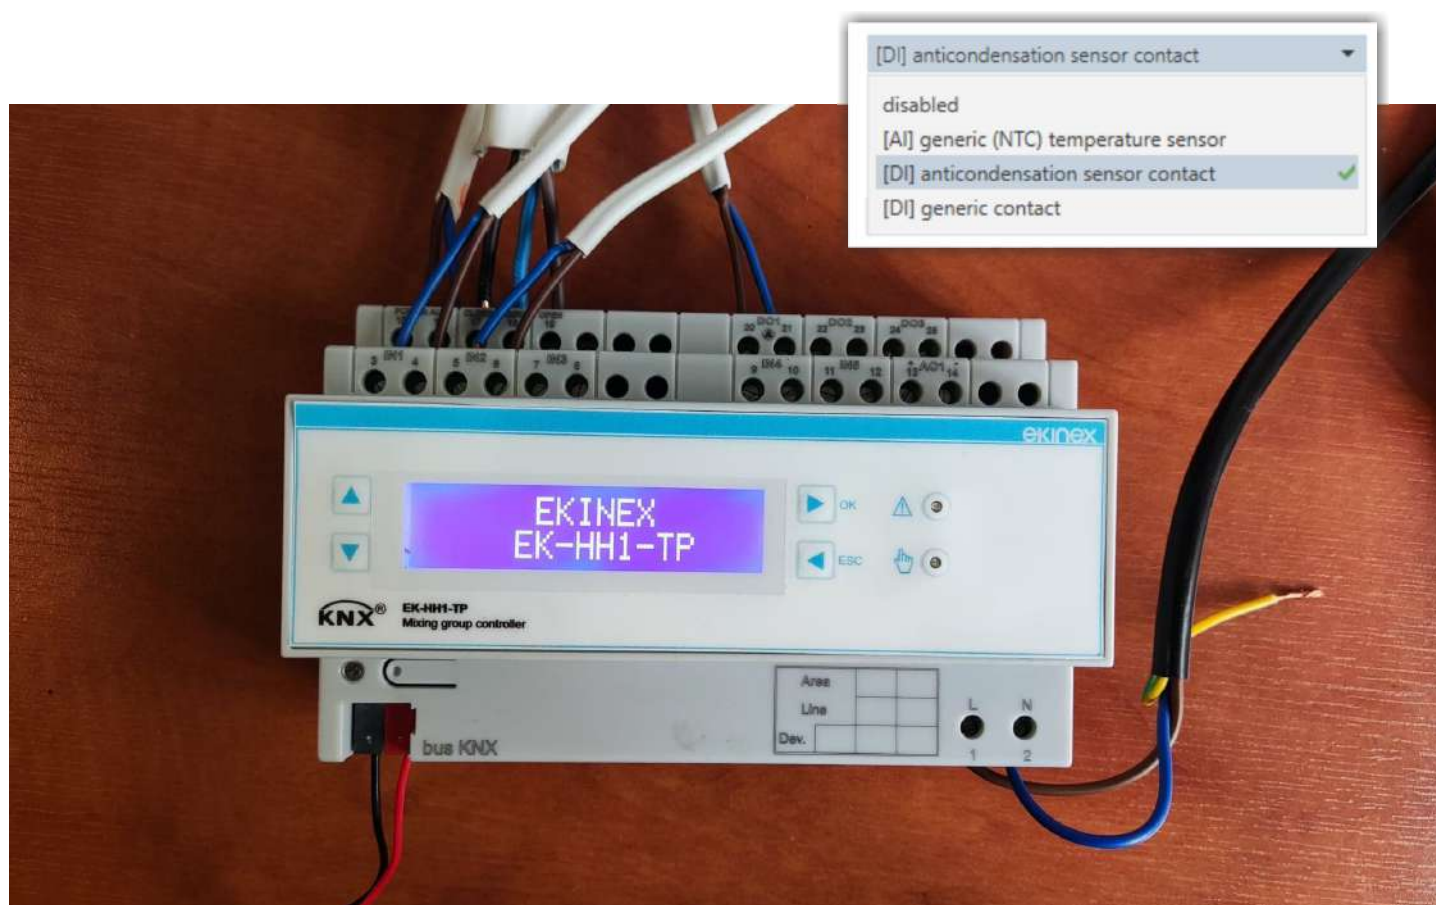 [DI] anticondensation sensor contact
disabled
[AI] generic (NTC) temperature sensor
[DI] anticondensation sensor contact
[DI] generic contact
20 DO1 21 22 DO2 23 24 DO3 25
3 IN1 4 5 IN2 6 7 IN3 8 9 IN4 10 11 IN5 12 13 AO1 14
ekinex
EKINEX
EK-HH1-TP
OK
ESC
KNX®
EK-HH1-TP
Mixing group controller
Area
Line
Dev.
L N
1 2
bus KNX